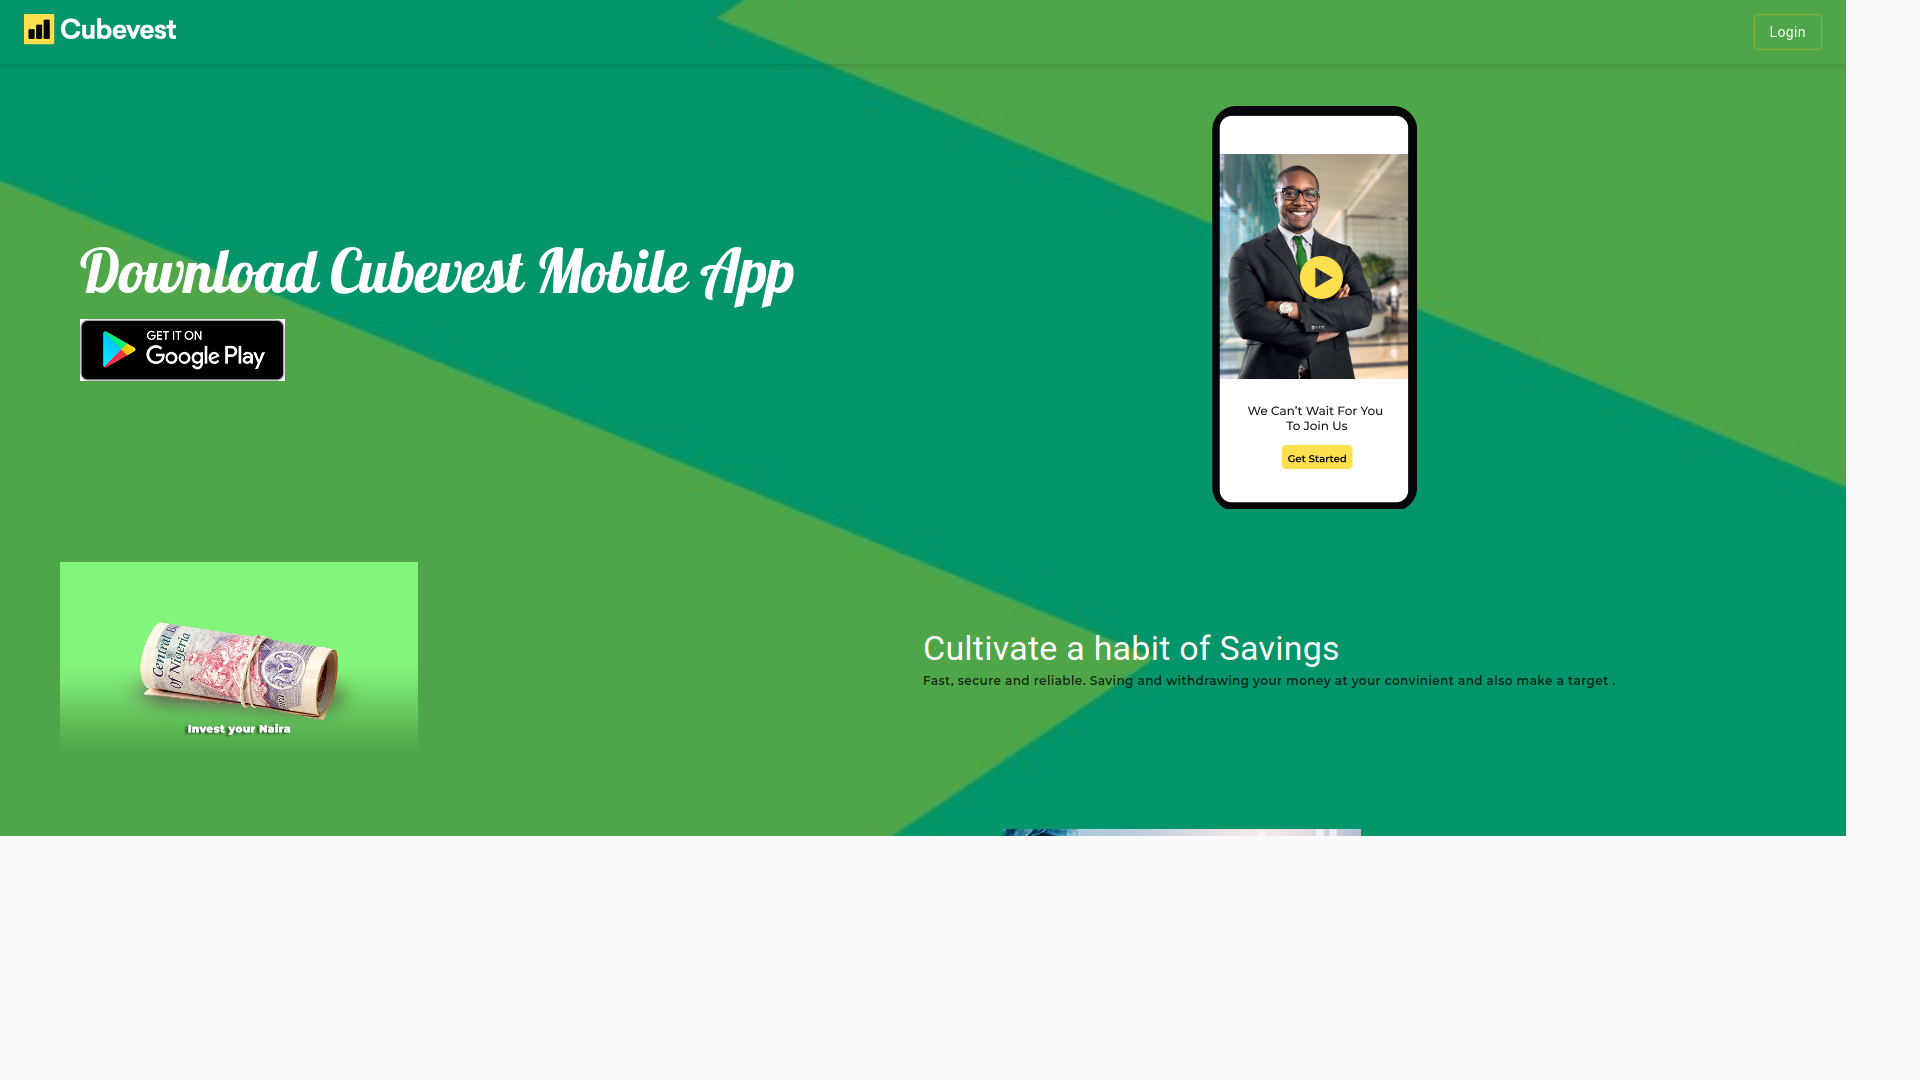 Cubevest
Login
Download Cubevest Mobile App
GET IT ON
Google Play
We Can't Wait For You
To Join Us
Get Started
Central B
of Nigeria
Invest your Naira
Cultivate a habit of Savings
Fast, secure and reliable. Saving and withdrawing your money at your convinient and also make a target .